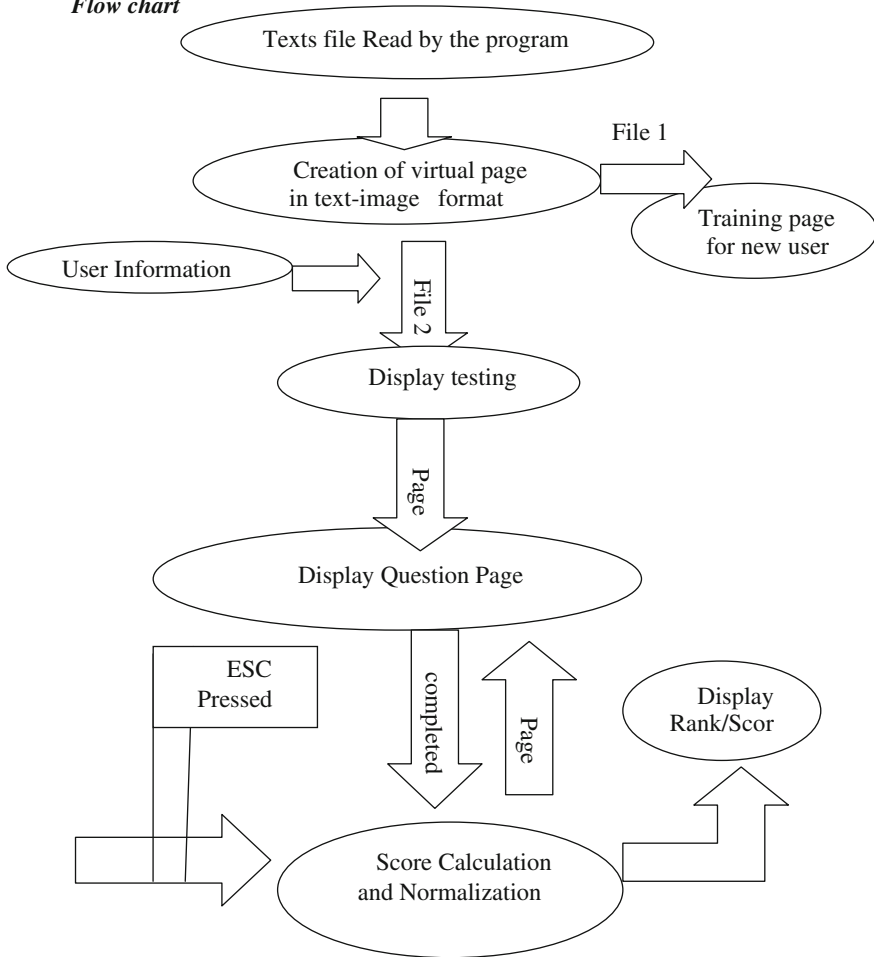 Flow chart
Texts file Read by the program
File 1
Creation of virtual page
in text-image format
Training page
for new user
User Information
File 2
Display testing
Page
Display Question Page
ESC
Pressed
completed
Page
Display
Rank/Scor
Score Calculation
and Normalization